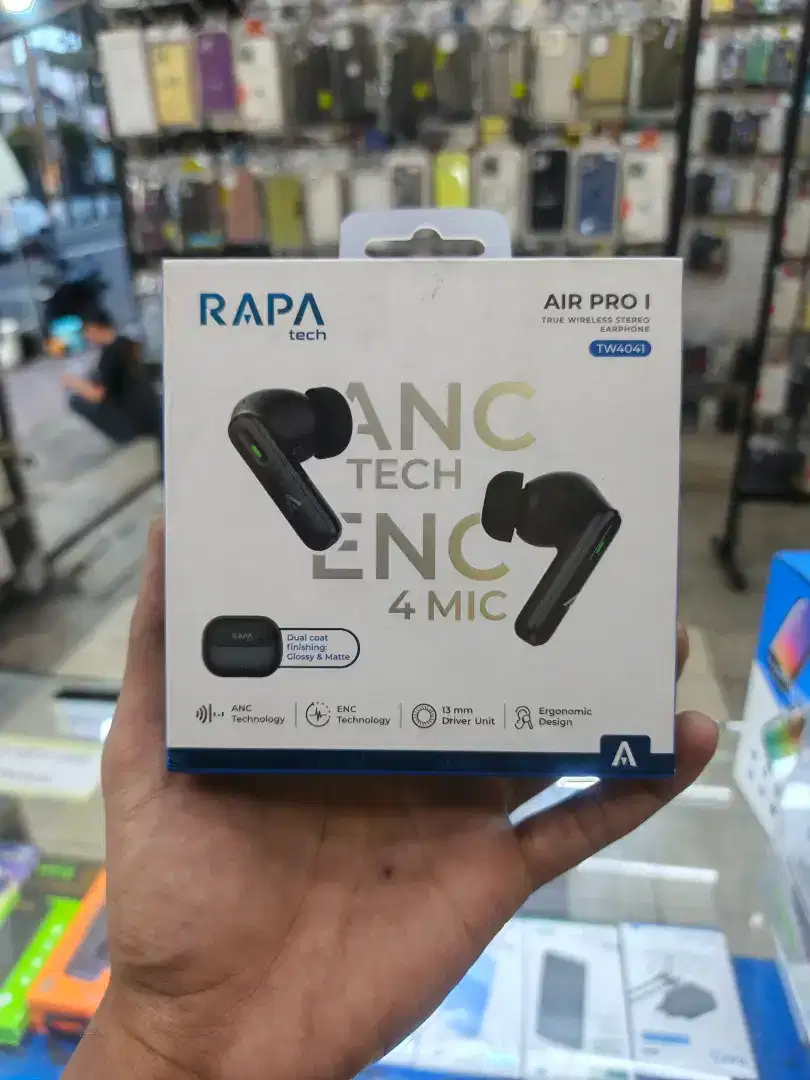 RAPA
tech
AIR PRO I
TRUE WIRELESS STEREO
EARPHONE
TW4041
ANC
TECH
ENC
4 MIC
RAPA
Dual coat
finishing:
Glossy & Matte
ANC
Technology
ENC
Technology
13 mm
Driver Unit
Ergonomic
Design